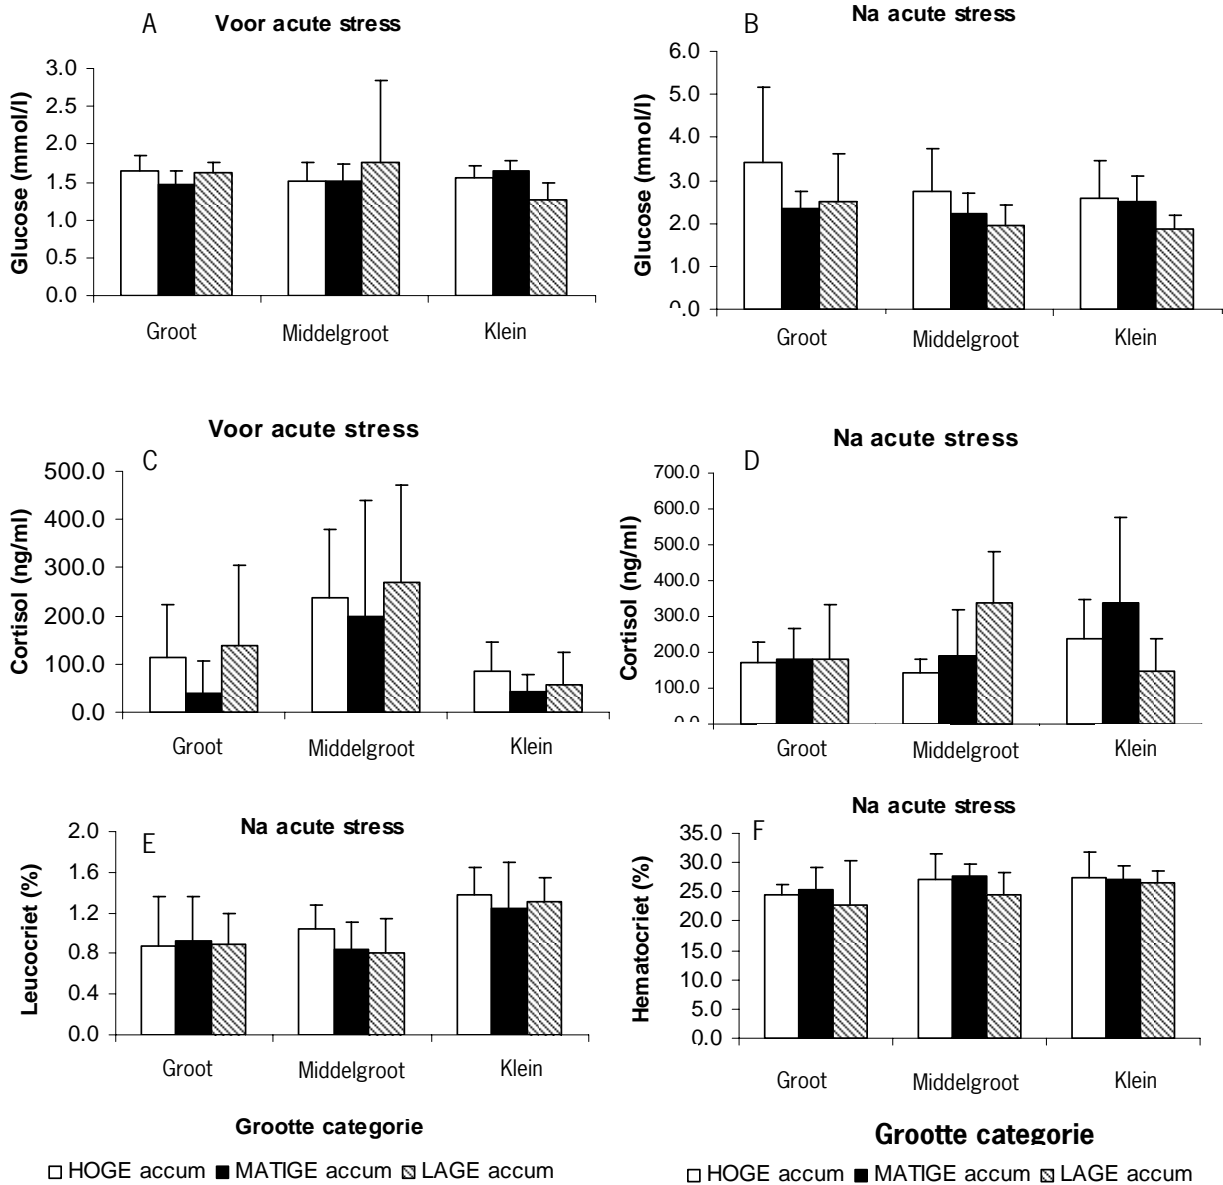 A
Voor acute stress
Glucose (mmol/l)
3.0
2.5
2.0
1.5
1.0
0.5
0.0
Groot
Middelgroot
Klein
B
Na acute stress
Glucose (mmol/l)
6.0
5.0
4.0
3.0
2.0
1.0
Groot
Middelgroot
Klein
Voor acute stress
C
Cortisol (ng/ml)
500.0
400.0
300.0
200.0
100.0
0.0
Groot
Middelgroot
Klein
Na acute stress
D
Cortisol (ng/ml)
700.0
600.0
500.0
400.0
300.0
200.0
100.0
Groot
Middelgroot
Klein
Na acute stress
E
Leucocriet (%)
2.0
1.6
1.2
0.8
0.4
0.0
Groot
Middelgroot
Klein
Grootte categorie
HOGE accum MATIGE accum LAGE accum
Na acute stress
F
Hematocriet (%)
35.0
30.0
25.0
20.0
15.0
10.0
5.0
0.0
Groot
Middelgroot
Klein
Grootte categorie
HOGE accum MATIGE accum LAGE accum